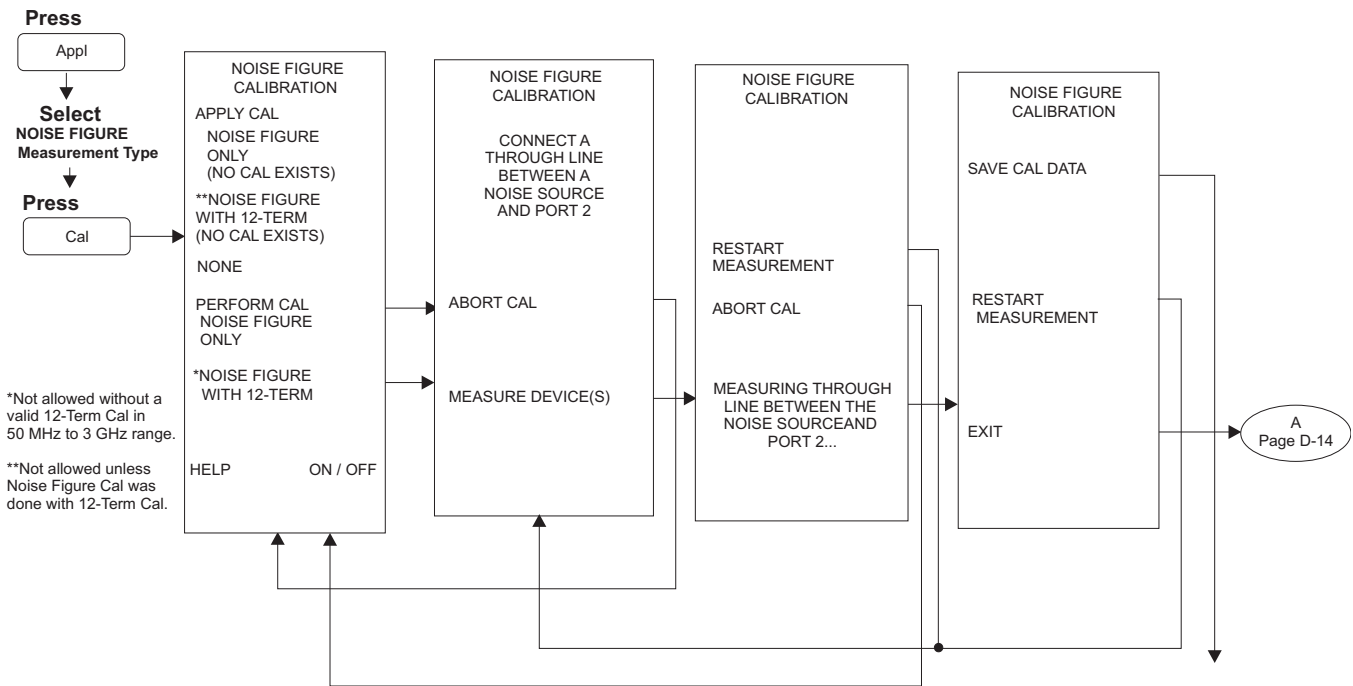 Press
Appl
Select
NOISE FIGURE
Measurement Type
Press
Cal
*Not allowed without a
valid 12-Term Cal in
50 MHz to 3 GHz range.
**Not allowed unless
Noise Figure Cal was
done with 12-Term Cal.
NOISE FIGURE
CALIBRATION
APPLY CAL
NOISE FIGURE
ONLY
(NO CAL EXISTS)
**NOISE FIGURE
WITH 12-TERM
(NO CAL EXISTS)
NONE
PERFORM CAL
NOISE FIGURE
ONLY
*NOISE FIGURE
WITH 12-TERM
HELP ON / OFF
NOISE FIGURE
CALIBRATION
CONNECT A
THROUGH LINE
BETWEEN A
NOISE SOURCE
AND PORT 2
ABORT CAL
MEASURE DEVICE(S)
NOISE FIGURE
CALIBRATION
RESTART
MEASUREMENT
ABORT CAL
MEASURING THROUGH
LINE BETWEEN THE
NOISE SOURCEAND
PORT 2...
NOISE FIGURE
CALIBRATION
SAVE CAL DATA
RESTART
MEASUREMENT
EXIT
A
Page D-14